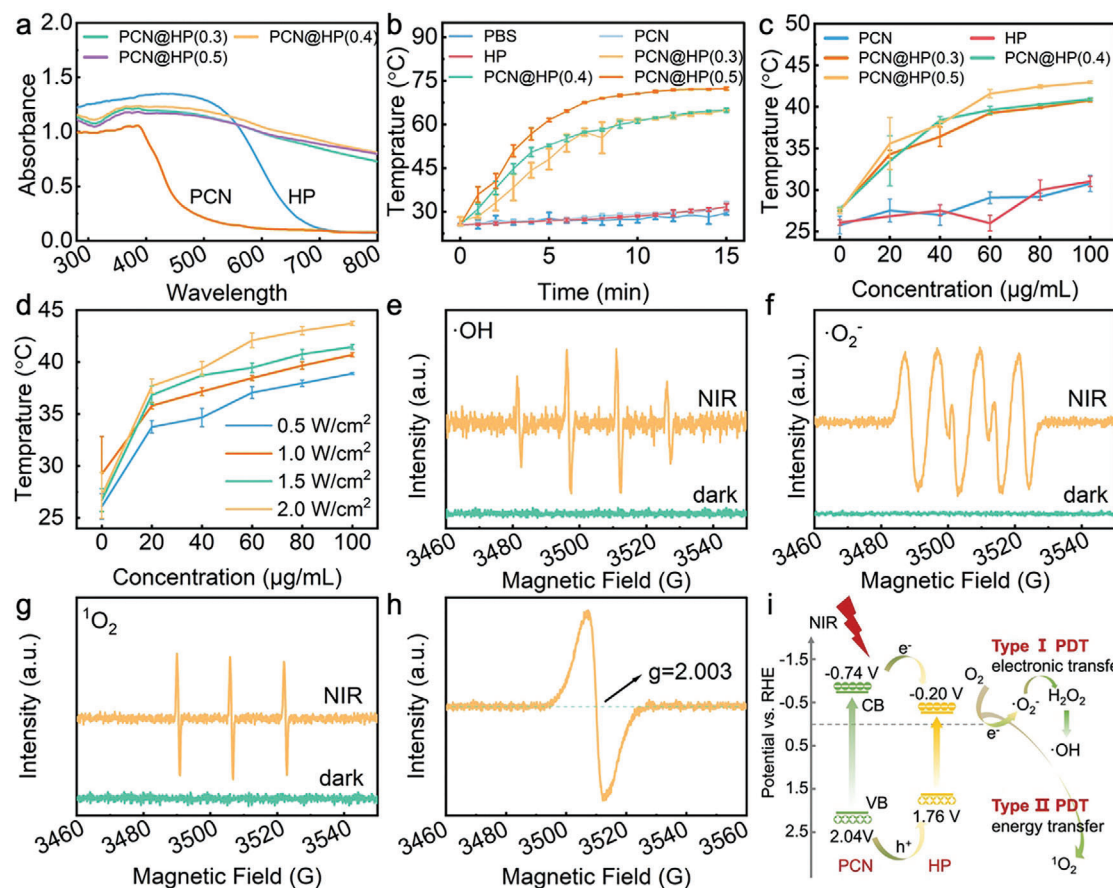 a
2.0
1.5
1.0
0.5
0.0
Absorbance
PCN@HP(0.3)
PCN@HP(0.4)
PCN@HP(0.5)
PCN
HP
300 400 500 600 700 800
Wavelength
b
90
75
60
45
30
Temprature (°C)
PBS
PCN
HP
PCN@HP(0.3)
PCN@HP(0.4)
PCN@HP(0.5)
0 5 10 15
Time (min)
c
50
45
40
35
30
25
Temprature (°C)
PCN
HP
PCN@HP(0.3)
PCN@HP(0.4)
PCN@HP(0.5)
0 20 40 60 80 100
Concentration (μg/mL)
d
45
40
35
30
25
Temprature (°C)
0.5 W/cm²
1.0 W/cm²
1.5 W/cm²
2.0 W/cm²
0 20 40 60 80 100
Concentration (μg/mL)
e
·OH
NIR
dark
Intensity (a.u.)
3460 3480 3500 3520 3540
Magnetic Field (G)
f
·O₂⁻
NIR
dark
Intensity (a.u.)
3460 3480 3500 3520 3540
Magnetic Field (G)
g
¹O₂
NIR
dark
Intensity (a.u.)
3460 3480 3500 3520 3540
Magnetic Field (G)
h
g=2.003
Intensity (a.u.)
3460 3480 3500 3520 3540 3560
Magnetic Field (G)
i
NIR
Potential vs. RHE
-1.5
-0.5
0.5
1.5
2.5
-0.74 V
CB
e⁻
-0.20 V
VB
2.04V
h⁺
1.76 V
PCN
HP
Type I PDT
electronic transfer
O₂
e⁻
·O₂⁻
H₂O₂
·OH
Type II PDT
energy transfer
¹O₂